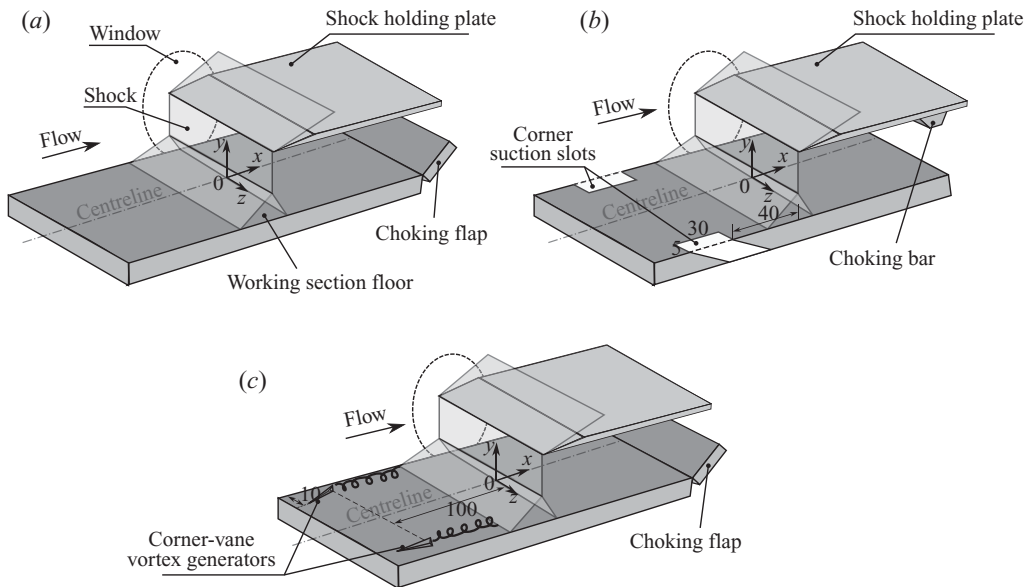 (a)
Shock holding plate
Window
Shock
Flow
y
x
0
z
Centreline
Choking flap
Working section floor
(b)
Shock holding plate
Flow
Corner
suction slots
y
x
0
z
Centreline
40
30
5
Choking bar
(c)
Flow
y
x
0
z
10
Centreline
100
Corner-vane
vortex generators
Choking flap